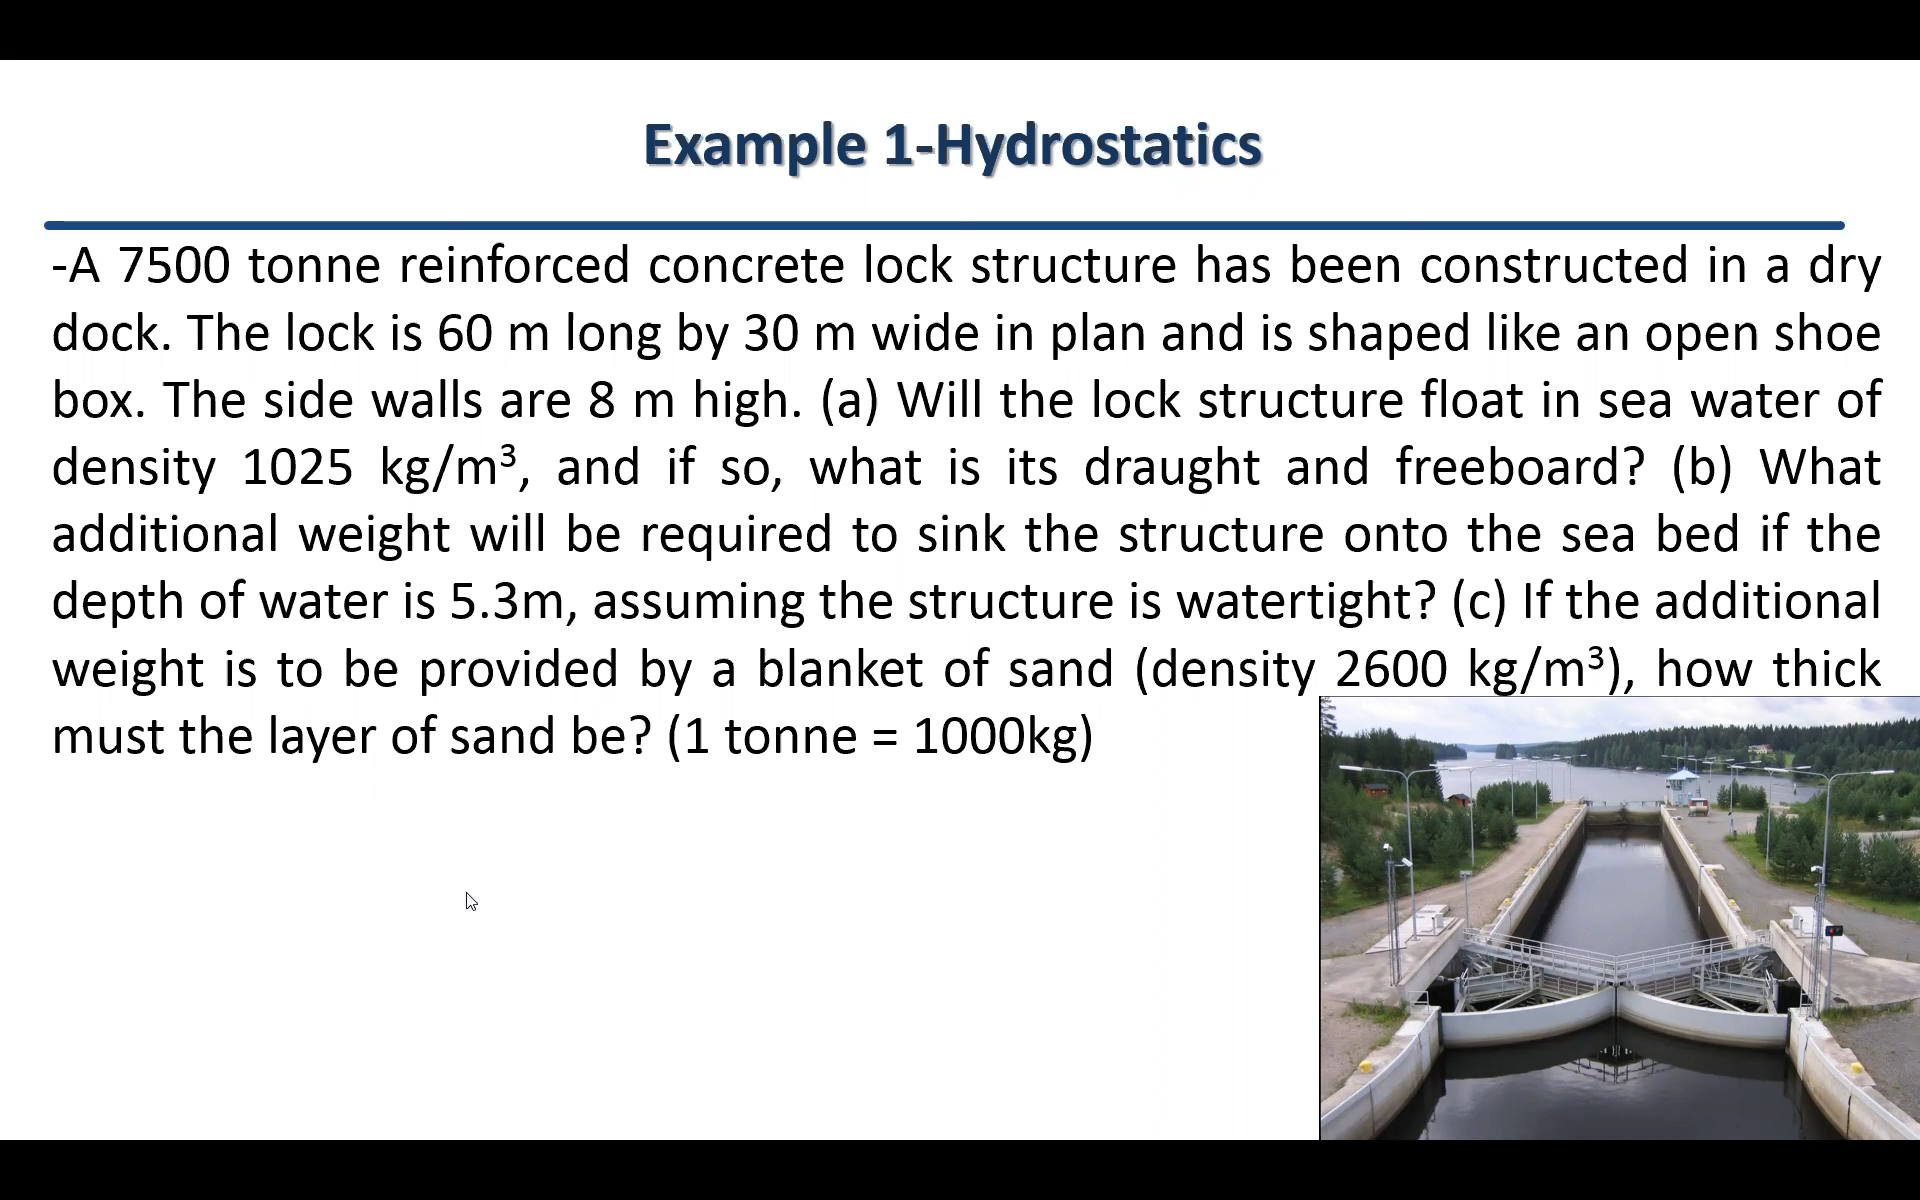 Example 1-Hydrostatics
-A 7500 tonne reinforced concrete lock structure has been constructed in a dry
dock. The lock is 60 m long by 30 m wide in plan and is shaped like an open shoe
box. The side walls are 8 m high. (a) Will the lock structure float in sea water of
density 1025 kg/m³, and if so, what is its draught and freeboard? (b) What
additional weight will be required to sink the structure onto the sea bed if the
depth of water is 5.3m, assuming the structure is watertight? (c) If the additional
weight is to be provided by a blanket of sand (density 2600 kg/m³), how thick
must the layer of sand be? (1 tonne = 1000kg)